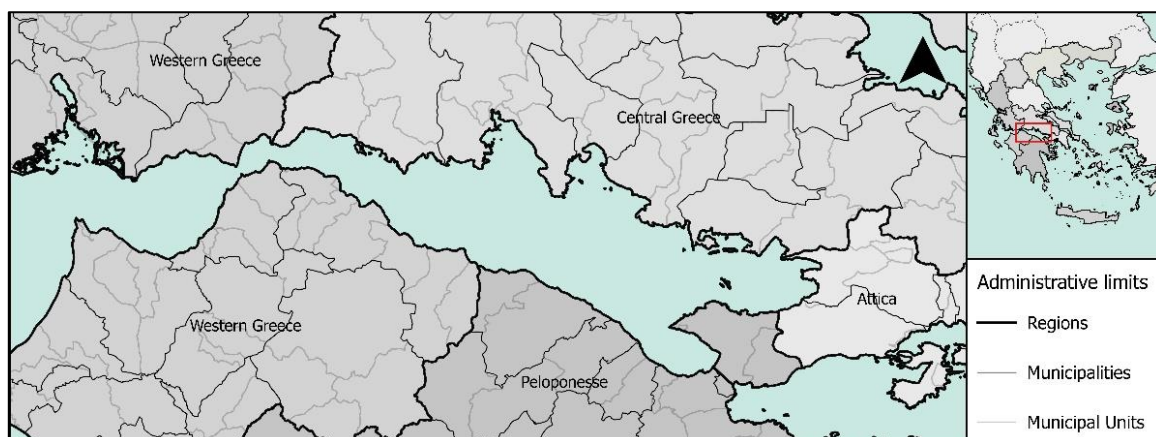 Western Greece
Central Greece
Attica
Western Greece
Peloponesse
Administrative limits
Regions
Municipalities
Municipal Units